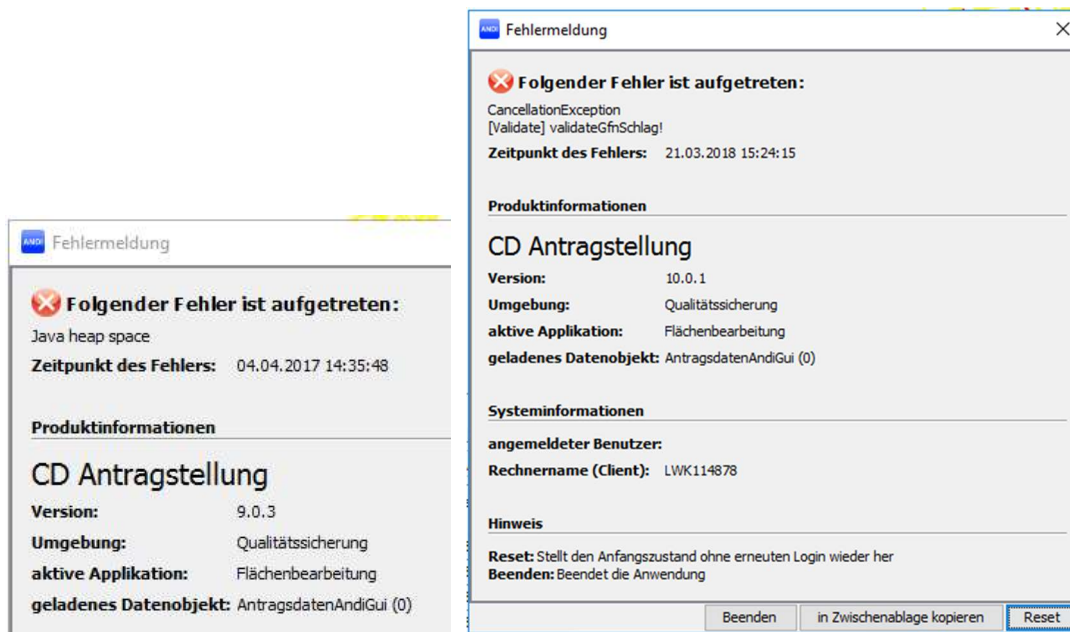 ANDI Fehlermeldung
Folgender Fehler ist aufgetreten:
Java heap space
Zeitpunkt des Fehlers: 04.04.2017 14:35:48
Produktinformationen
CD Antragstellung
Version: 9.0.3
Umgebung: Qualitätssicherung
aktive Applikation: Flächenbearbeitung
geladenes Datenobjekt: AntragsdatenAndiGui (0)
ANDI Fehlermeldung
Folgender Fehler ist aufgetreten:
CancellationException
[Validate] validateGfnSchlag!
Zeitpunkt des Fehlers: 21.03.2018 15:24:15
Produktinformationen
CD Antragstellung
Version: 10.0.1
Umgebung: Qualitätssicherung
aktive Applikation: Flächenbearbeitung
geladenes Datenobjekt: AntragsdatenAndiGui (0)
Systeminformationen
angemeldeter Benutzer:
Rechnername (Client): LWK114878
Hinweis
Reset: Stellt den Anfangszustand ohne erneuten Login wieder her
Beenden: Beendet die Anwendung
Beenden in Zwischenablage kopieren Reset